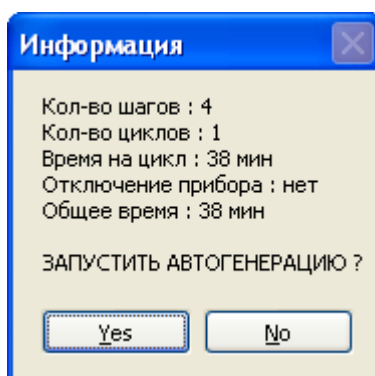 Информация
Кол-во шагов : 4
Кол-во циклов : 1
Время на цикл : 38 мин
Отключение прибора : нет
Общее время : 38 мин
ЗАПУСТИТЬ АВТОГЕНЕРАЦИЮ ?
Yes
No